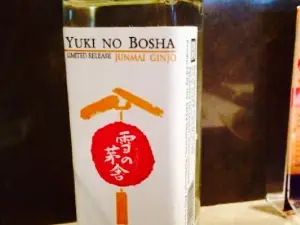 YUKI NO BOSHA
LIMITED RELEASE JUNMAI GINJO
雪の
茅舎